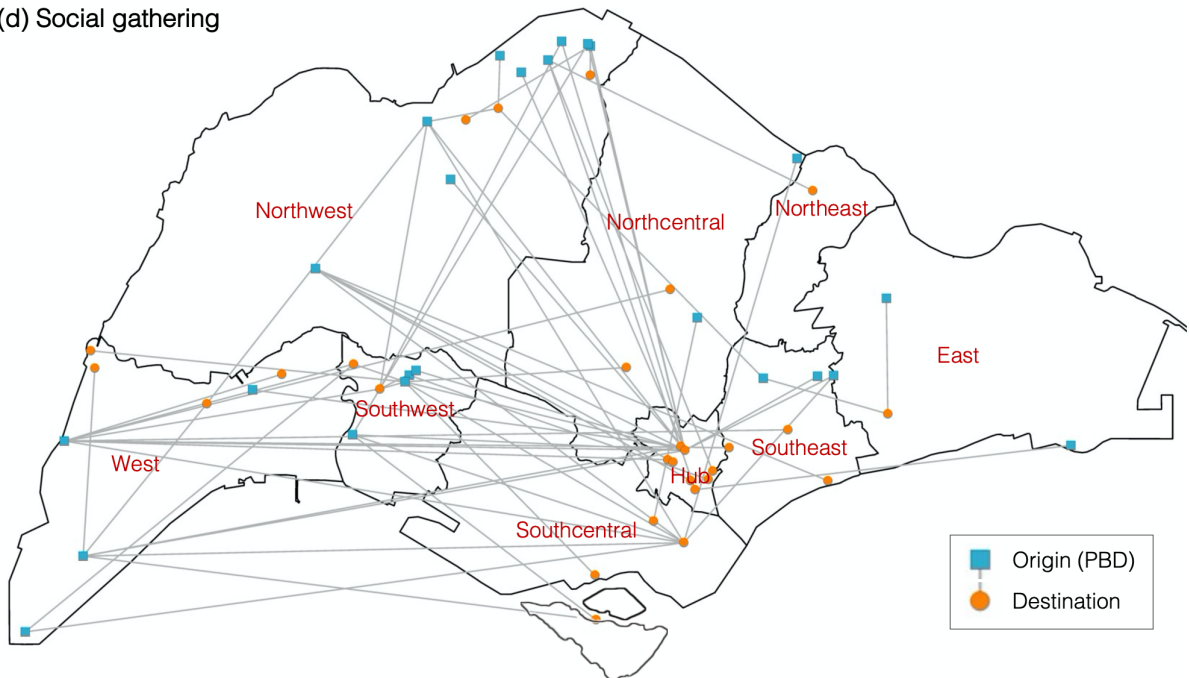 (d) Social gathering
Northwest
Northcentral
Northeast
East
Southwest
West
Southeast
Hub
Southcentral
Origin (PBD)
Destination